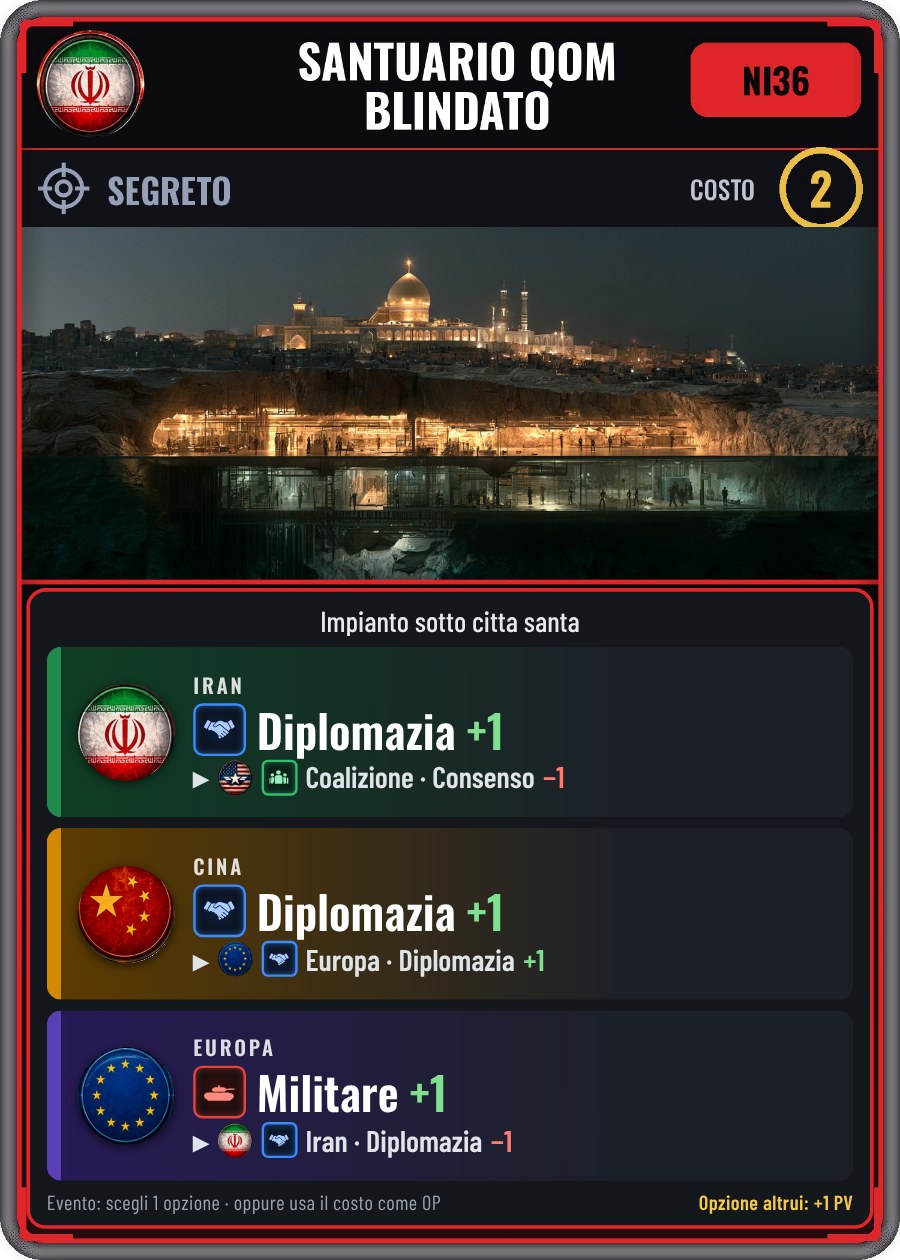 SANTUARIO QOM
BLINDATO
NI36
SEGRETO
COSTO
2
Impianto sotto citta santa
IRAN
Diplomazia +1
▶ Coalizione · Consenso −1
CINA
Diplomazia +1
▶ Europa · Diplomazia +1
EUROPA
Militare +1
▶ Iran · Diplomazia −1
Evento: scegli 1 opzione · oppure usa il costo come OP
Opzione altrui: +1 PV